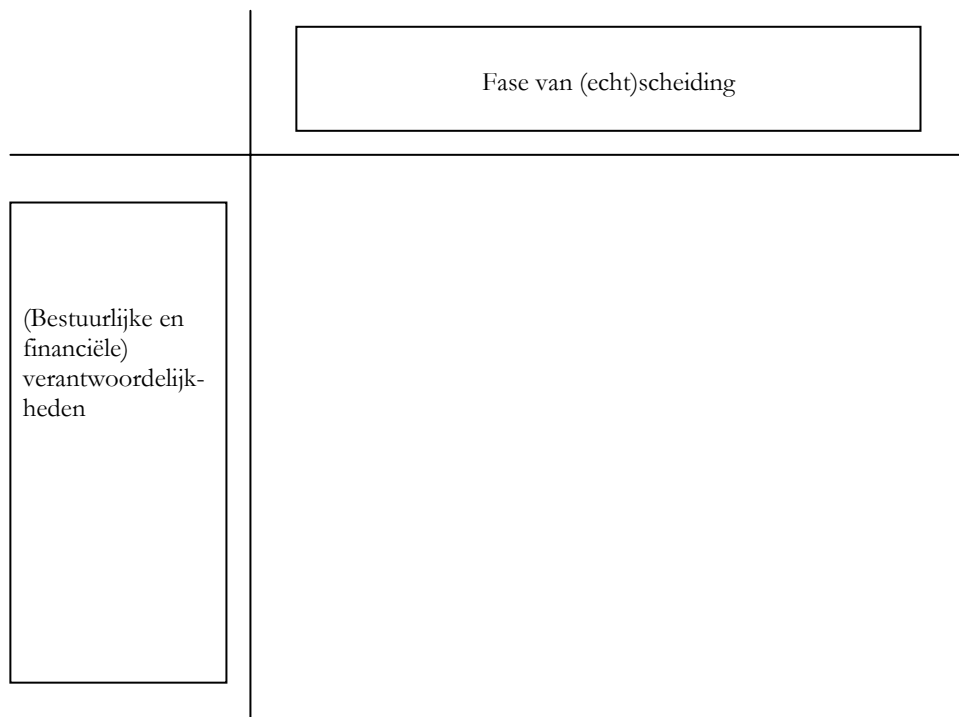 Fase van (echt)scheiding
(Bestuurlijke en
financiële)
verantwoordelijk-
heden